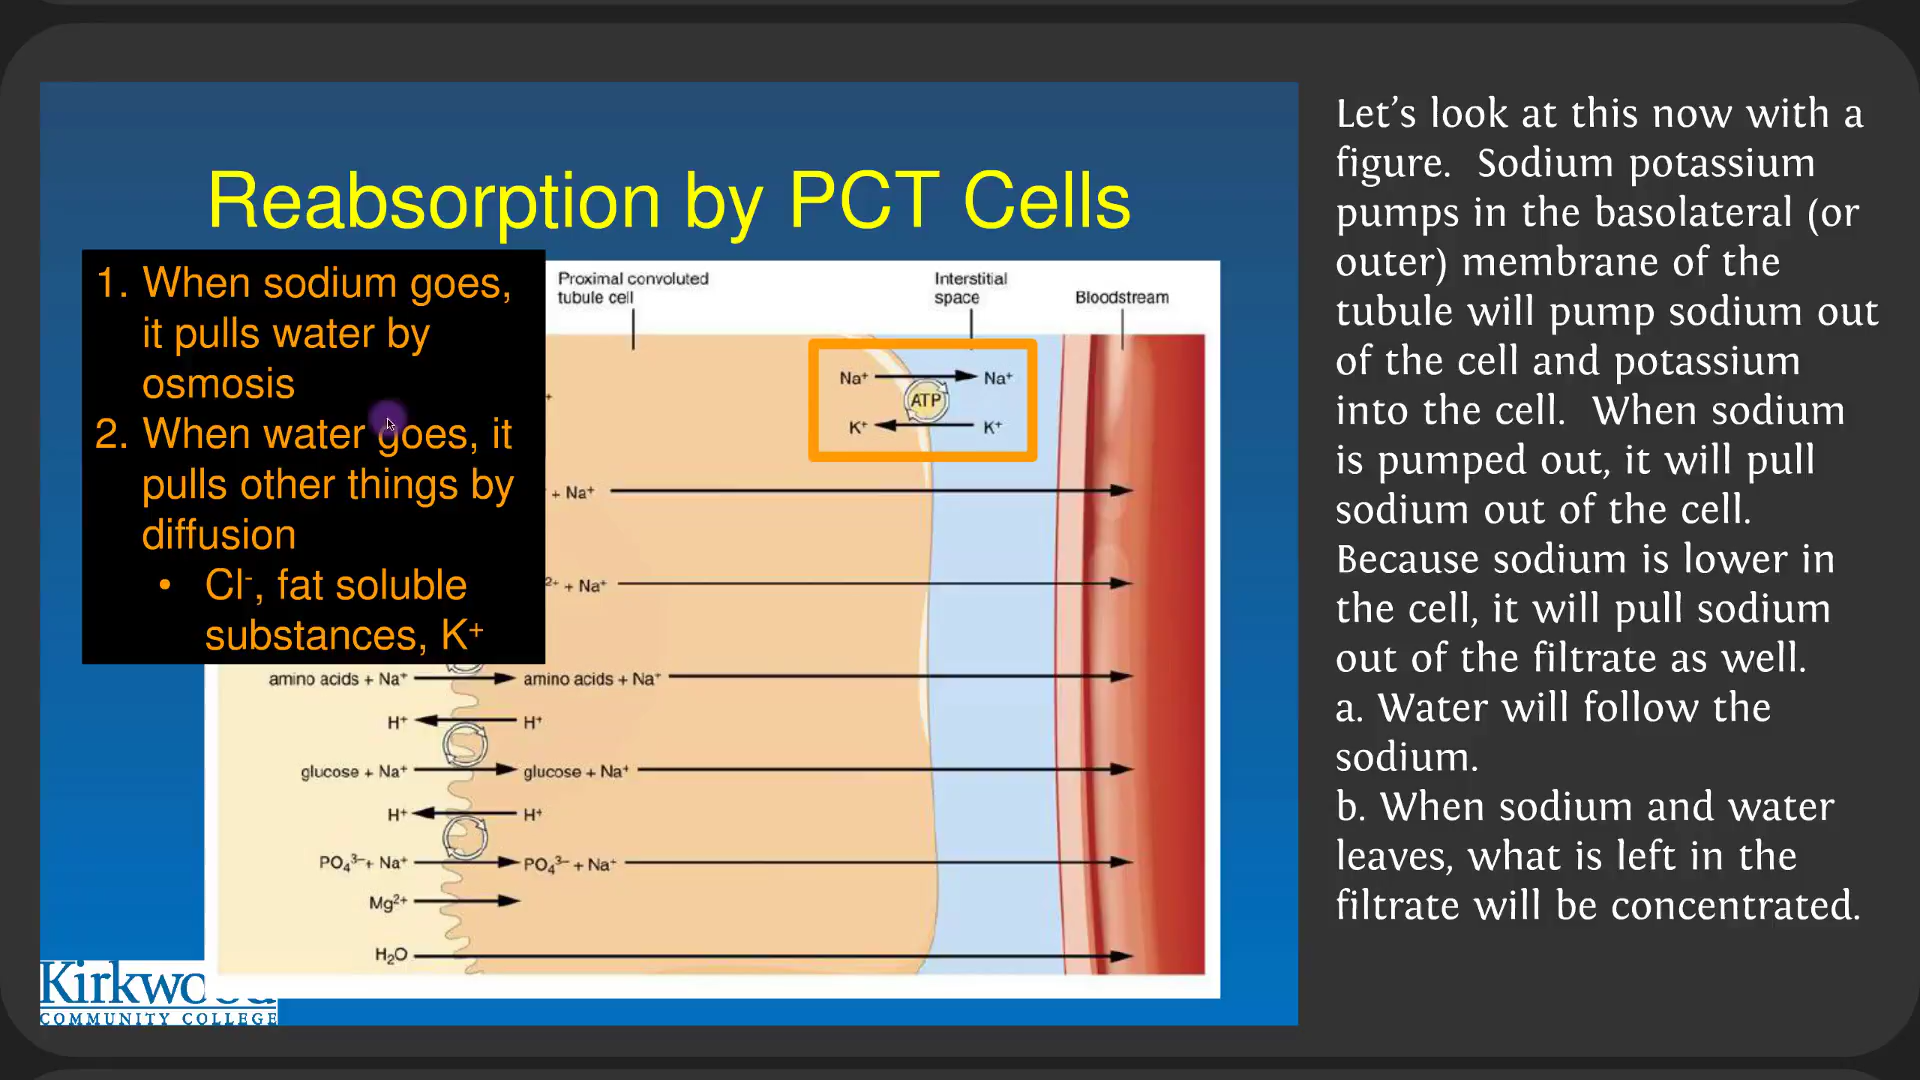 Reabsorption by PCT Cells
1. When sodium goes,
it pulls water by
osmosis
2. When water goes, it
pulls other things by
diffusion
• Cl⁻, fat soluble
substances, K⁺
Proximal convoluted
tubule cell
Interstitial
space
Bloodstream
Na⁺ Na⁺
ATP
K⁺ K⁺
+ Na⁺
²⁺ + Na⁺
amino acids + Na⁺ amino acids + Na⁺
H⁺ H⁺
glucose + Na⁺ glucose + Na⁺
H⁺ H⁺
PO₄³⁻+ Na⁺ PO₄³⁻ + Na⁺
Mg²⁺
H₂O
COMMUNITY COLLEGE
Let’s look at this now with a
figure. Sodium potassium
pumps in the basolateral (or
outer) membrane of the
tubule will pump sodium out
of the cell and potassium
into the cell. When sodium
is pumped out, it will pull
sodium out of the cell.
Because sodium is lower in
the cell, it will pull sodium
out of the filtrate as well.
a. Water will follow the
sodium.
b. When sodium and water
leaves, what is left in the
filtrate will be concentrated.